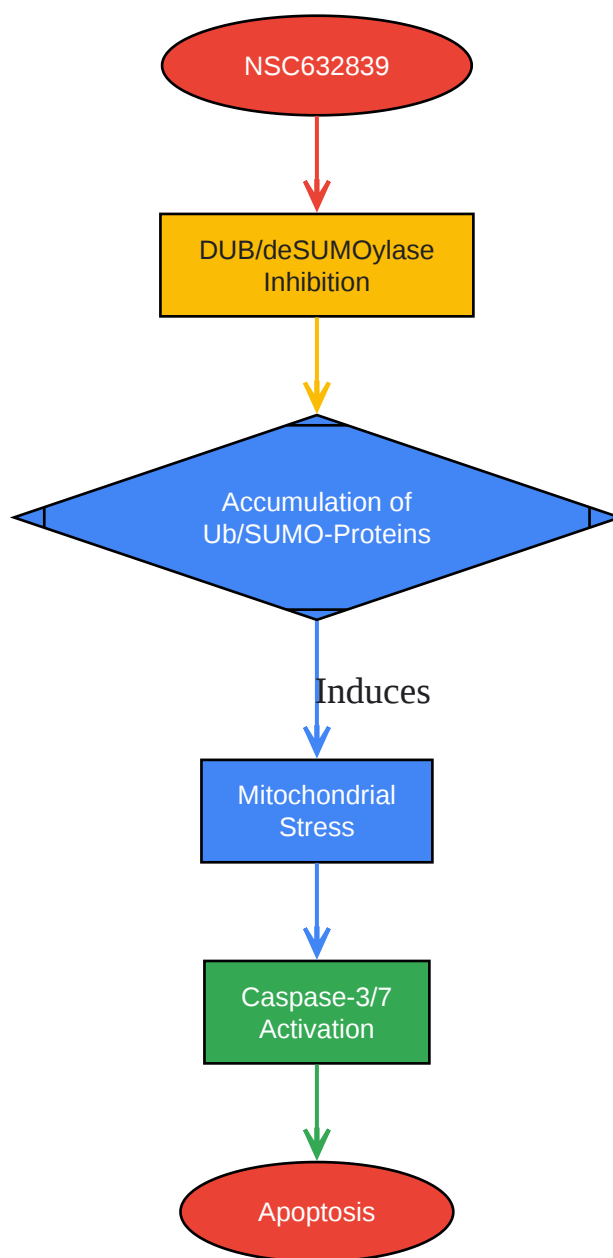 NSC632839
DUB/deSUMOylase
Inhibition
Accumulation of
Ub/SUMO-Proteins
Induces
Mitochondrial
Stress
Caspase-3/7
Activation
Apoptosis